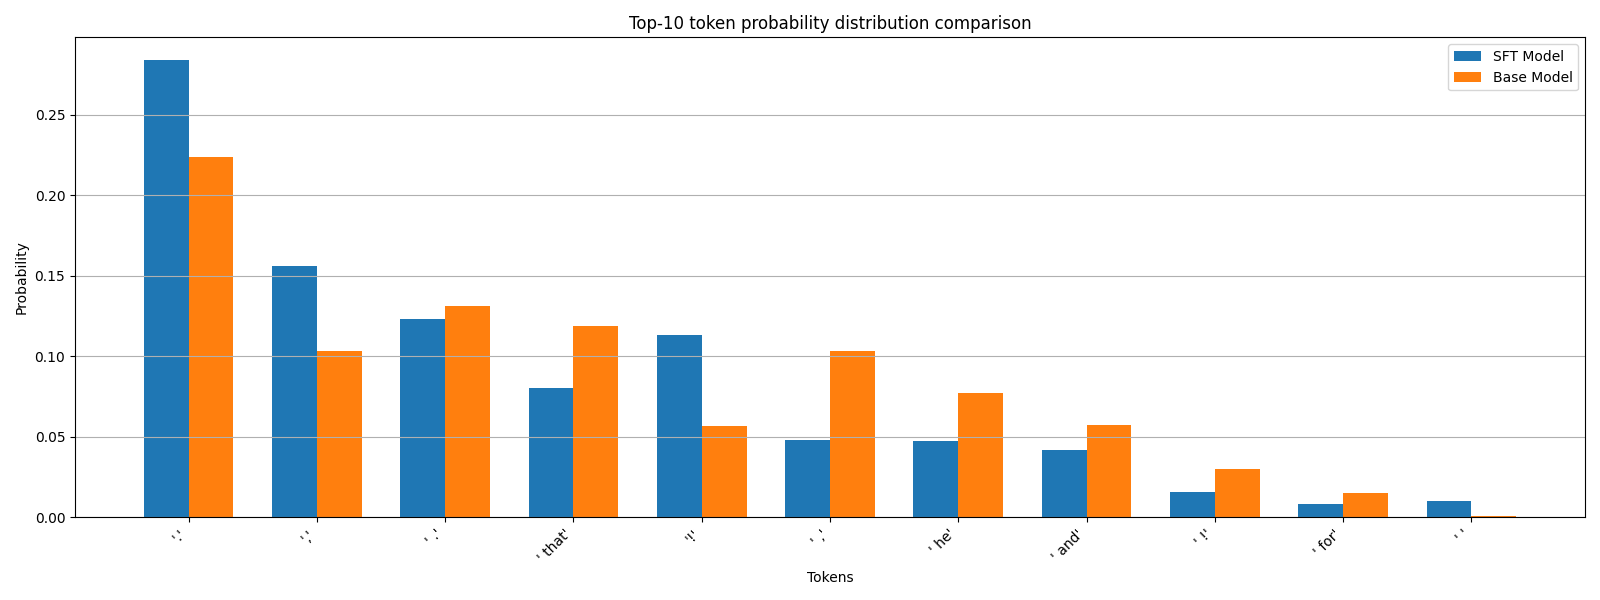 Top-10 token probability distribution comparison
SFT Model
Base Model
Probability
0.25
0.20
0.15
0.10
0.05
0.00
'.'
','
' .'
' that'
'!'
' ,'
' he'
' and'
' !'
' for'
' '
Tokens